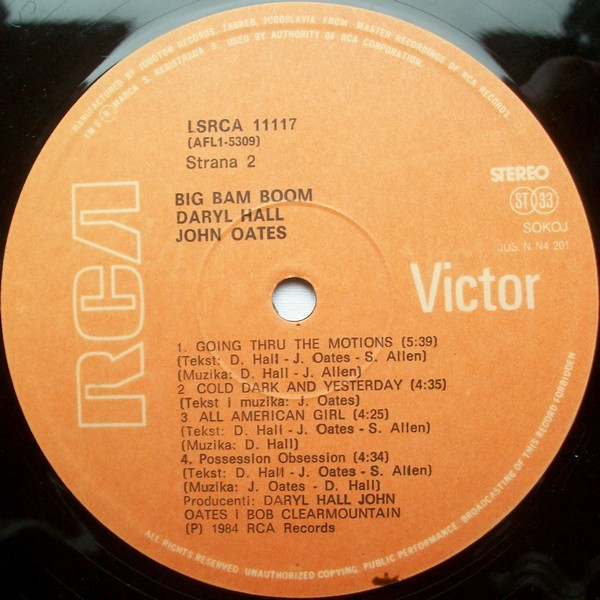 MANUFACTURED BY JUGOTON RECORDS, ZAGREB, JUGOSLAVIA, FROM MASTER RECORDINGS OF RCA RECORDS.
TM S ® MARCA S. REGISTRADA S. USED BY AUTHORITY OF RCA CORPORATION.
LSRCA 11117
(AFL1-5309)
Strana 2
BIG BAM BOOM
DARYL HALL
JOHN OATES
STEREO
ST 33
SOKOJ
JUS. N. N4 201
RCA
Victor
1. GOING THRU THE MOTIONS (5:39)
(Tekst: D. Hall - J. Oates - S. Allen)
(Muzika: D. Hall - J. Allen)
2 COLD DARK AND YESTERDAY (4:35)
(Tekst i muzika: J. Oates)
3 ALL AMERICAN GIRL (4:25)
(Tekst: D. Hall - J. Oates - S. Allen)
(Muzika: D. Hall)
4. Possession Obsession (4:34)
(Tekst: D. Hall - J. Oates - S. Allen)
(Muzika: J. Oates - D. Hall)
Producenti: DARYL HALL JOHN
OATES i BOB CLEARMOUNTAIN
(P) 1984 RCA Records
ALL RIGHTS RESERVED. UNAUTHORIZED COPYING, PUBLIC PERFORMANCE, BROADCASTING OF THIS RECORD FORBIDDEN